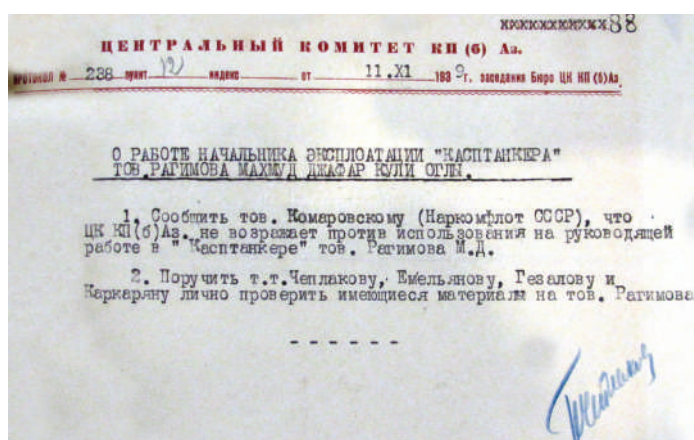 88
ЦЕНТРАЛЬНЫЙ КОМИТЕТ КП (б) Аз.
ПРОТОКОЛ № 238 пункт 12) индекс от 11.XI 1939г. заседания Бюро ЦК КП(б)Аз.
О РАБОТЕ НАЧАЛЬНИКА ЭКСПЛОАТАЦИИ "КАСПТАНКЕРА"
ТОВ.РАГИМОВА МАХМУД ДЖАФАР КУЛИ ОГЛЫ.
1. Сообщить тов. Комаровскому (Наркомфлот СССР), что
ЦК КП(б)Аз. не возражает против использования на руководящей
работе в " Касптанкере" тов. Рагимова М.Д.
2. Поручить т.т.Чеплакову, Емельянову, Гезалову и
Каркаряну лично проверить имеющиеся материалы на тов. Рагимова
- - - - - -